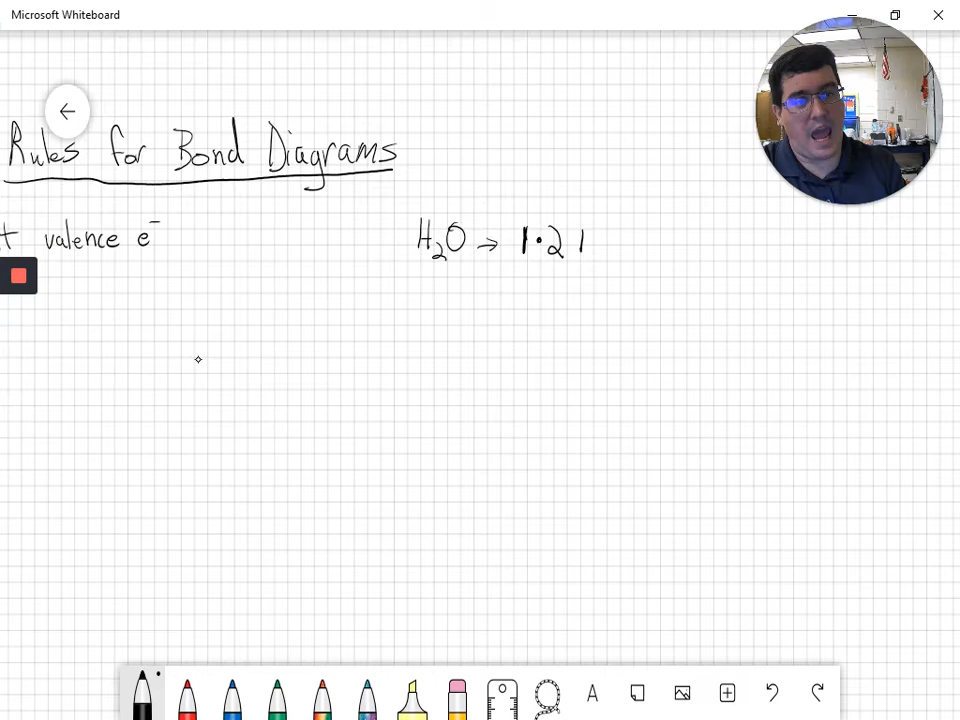 Microsoft Whiteboard
Rules for Bond Diagrams
valence e⁻
H₂O → 1·2 1